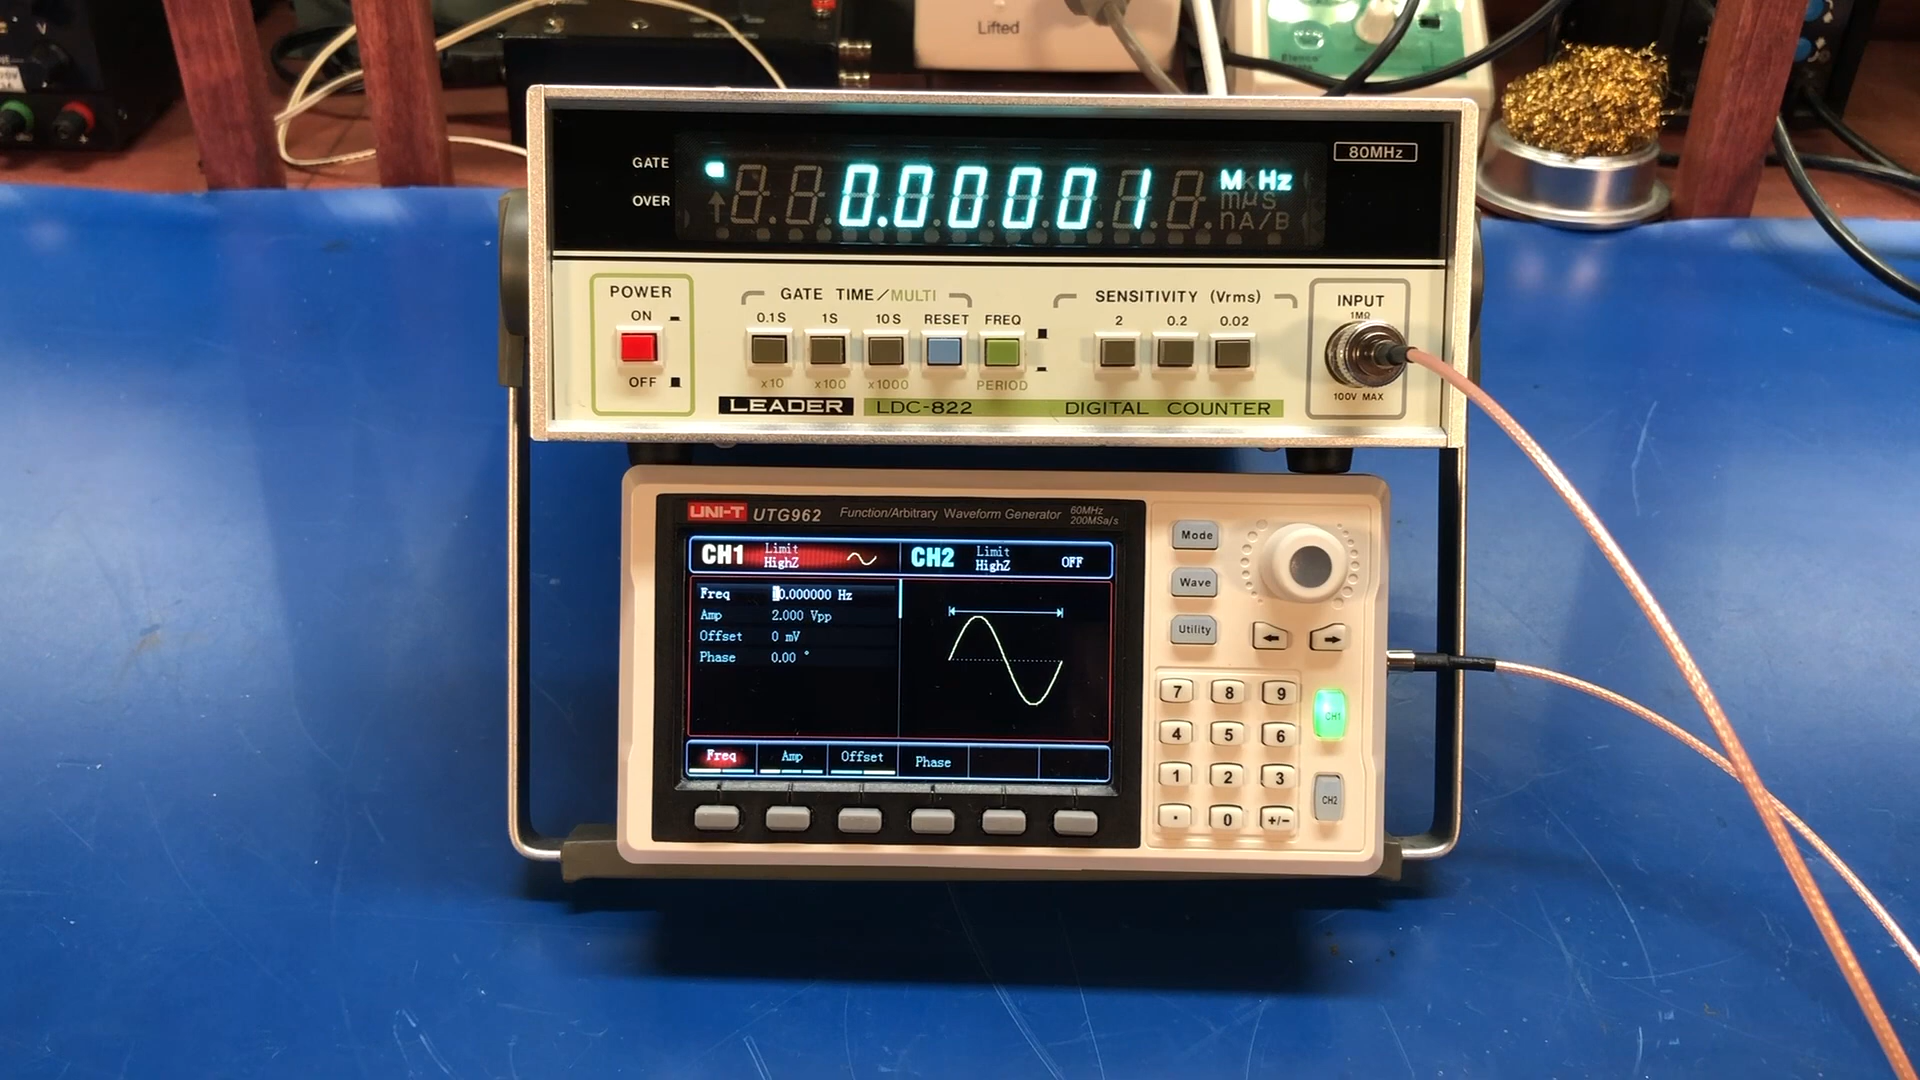 Lifted
80MHz
GATE
OVER
0.00001 MHz
mµS
nA/B
POWER
ON
OFF
GATE TIME/MULTI
0.1S 1S 10S RESET FREQ
x10 x100 x1000 PERIOD
SENSITIVITY (Vrms)
2 0.2 0.02
INPUT
1MΩ
100V MAX
LEADER LDC-822 DIGITAL COUNTER
UNI-T UTG962 Function/Arbitrary Waveform Generator 60MHz
200MSa/s
CH1 Limit
HighZ
CH2 Limit
HighZ
OFF
Freq 0.000000 Hz
Amp 2.000 Vpp
Offset 0 mV
Phase 0.00 °
Freq Amp Offset Phase
Mode
Wave
Utility
7 8 9
4 5 6
1 2 3
. 0 +/−
CH1
CH2